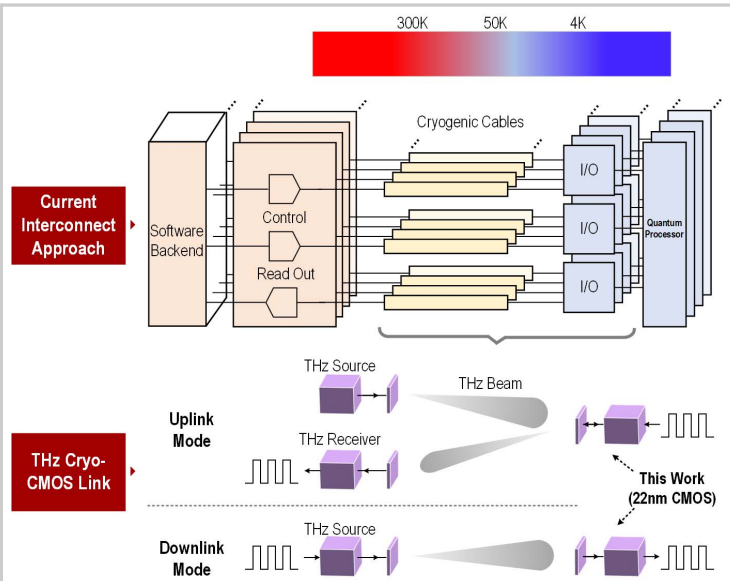 300K 50K 4K
Cryogenic Cables
Current
Interconnect
Approach
Software
Backend
Control
Read Out
I/O
I/O
I/O
Quantum
Processor
THz Source
THz Beam
Uplink
Mode
THz Receiver
THz Cryo-
CMOS Link
This Work
(22nm CMOS)
THz Source
Downlink
Mode